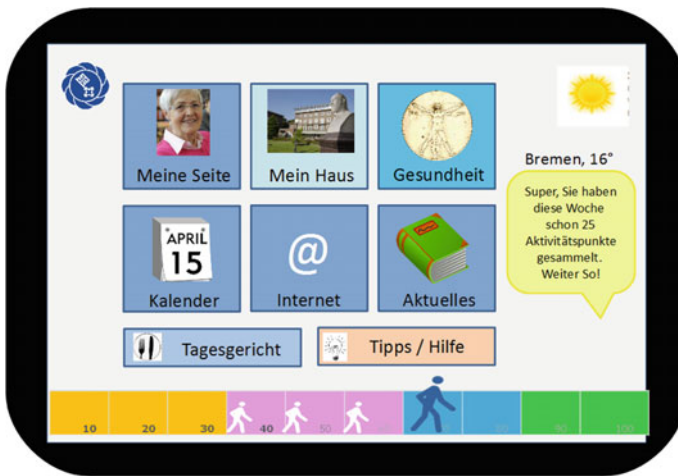 Meine Seite
Mein Haus
Gesundheit
Bremen, 16°
Super, Sie haben
diese Woche
schon 25
Aktivitätspunkte
gesammelt.
Weiter So!
APRIL
15
Kalender
@
Internet
Aktuelles
Tagesgericht
Tipps / Hilfe
10 20 30 40 50 90 100